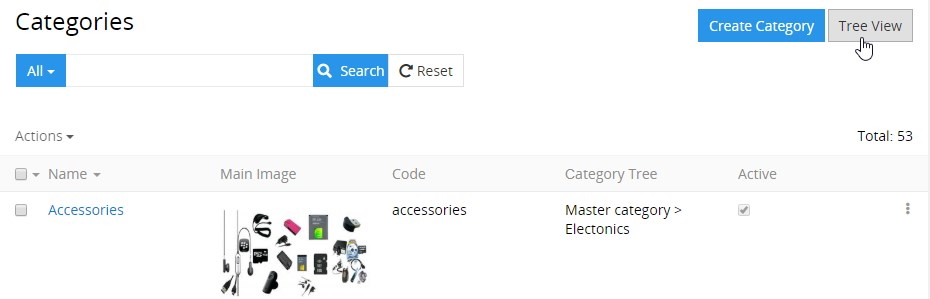 Categories
Create Category
Tree View
All
Search
Reset
Actions
Total: 53
Name
Main Image
Code
Category Tree
Active
Accessories
accessories
Master category >
Electonics